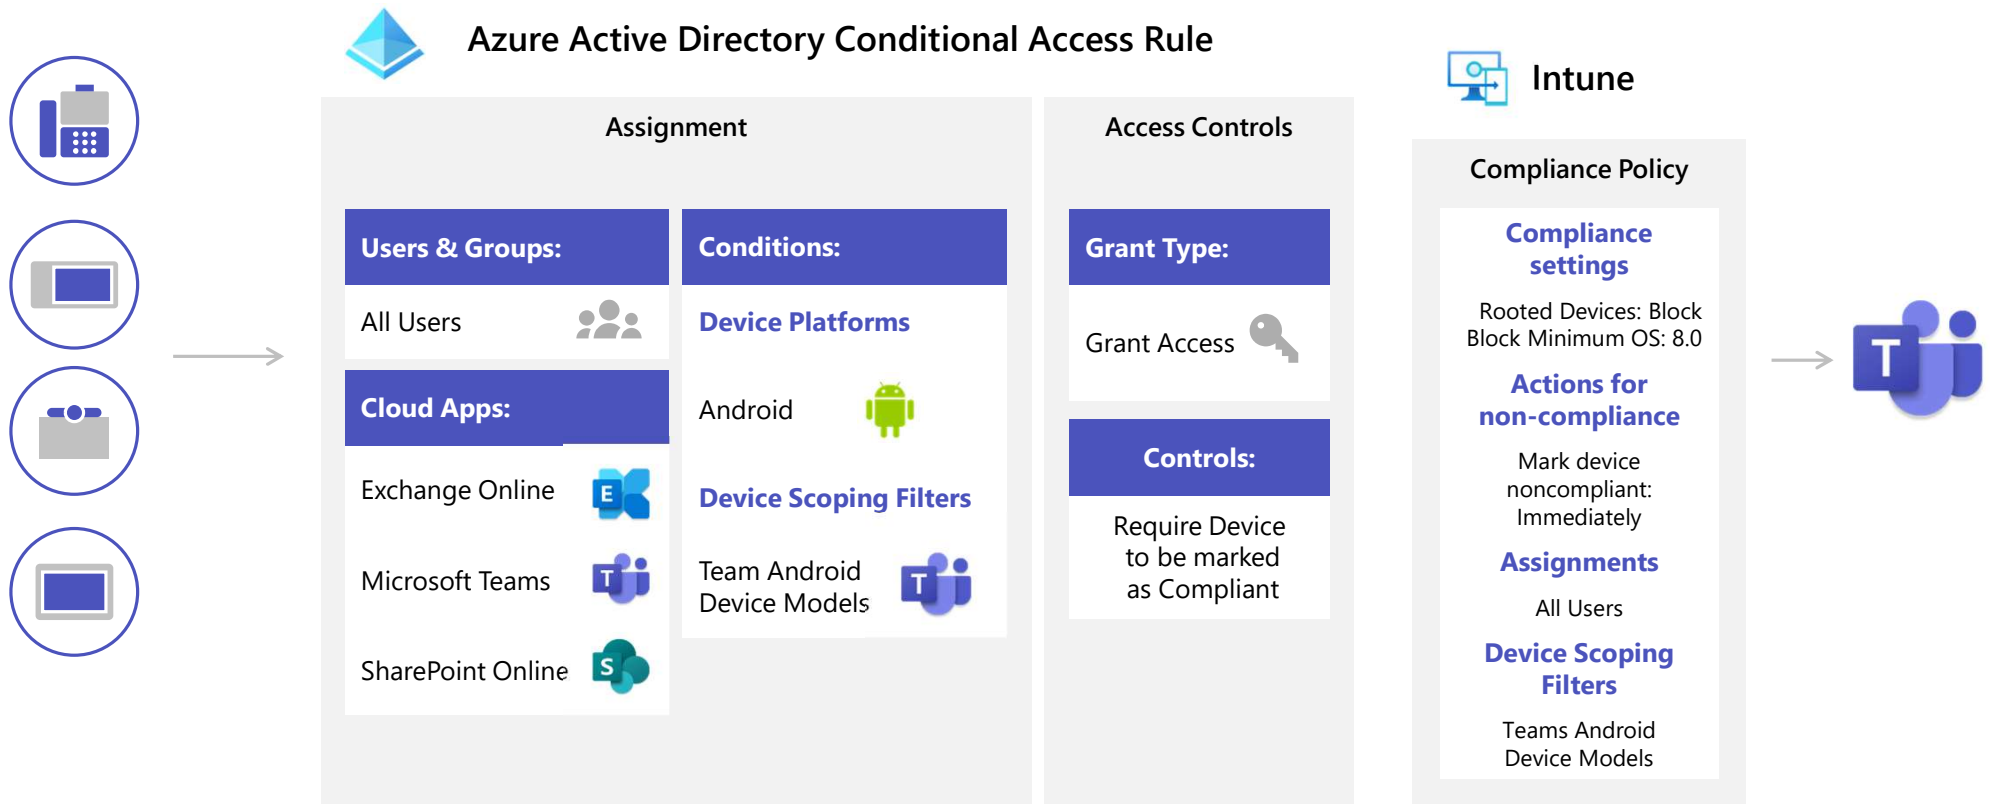 Azure Active Directory Conditional Access Rule
Assignment
Users & Groups:
All Users
Cloud Apps:
Exchange Online
E
Microsoft Teams
T
SharePoint Online
S
Conditions:
Device Platforms
Android
Device Scoping Filters
Team Android
Device Models
T
Access Controls
Grant Type:
Grant Access
Controls:
Require Device
to be marked
as Compliant
Intune
Compliance Policy
Compliance
settings
Rooted Devices: Block
Block Minimum OS: 8.0
Actions for
non-compliance
Mark device
noncompliant:
Immediately
Assignments
All Users
Device Scoping
Filters
Teams Android
Device Models
T